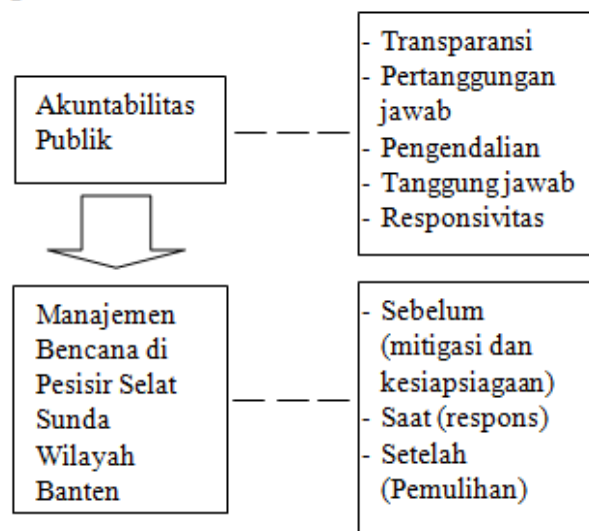 Akuntabilitas
Publik
- Transparansi
- Pertanggungan
jawab
- Pengendalian
- Tanggung jawab
- Responsivitas
Manajemen
Bencana di
Pesisir Selat
Sunda
Wilayah
Banten
- Sebelum
(mitigasi dan
kesiapsiagaan)
- Saat (respons)
- Setelah
(Pemulihan)